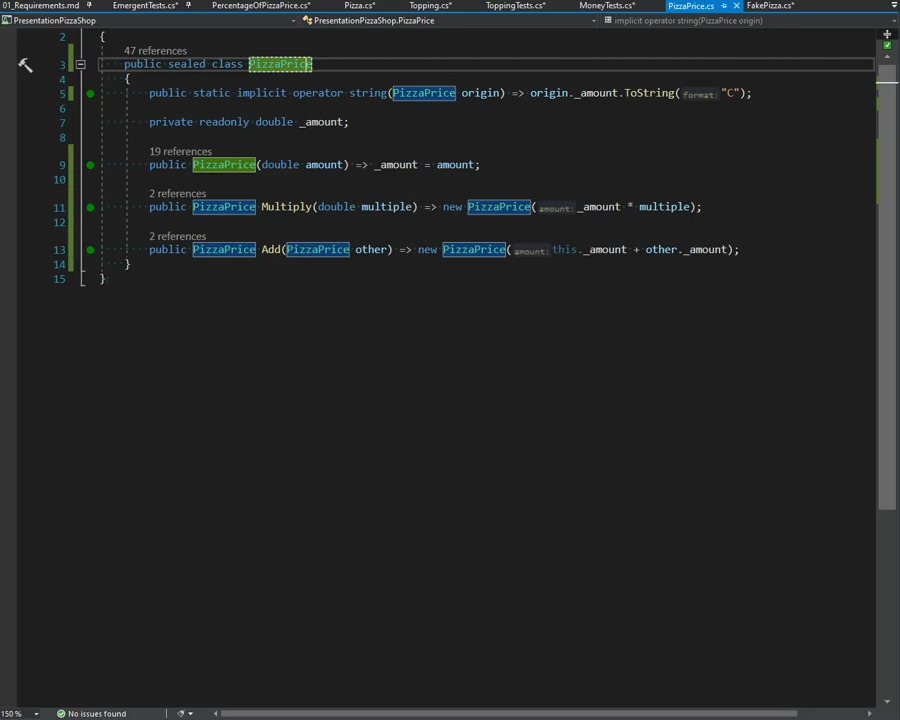 01_Requirements.md EmergentTests.cs* PercentageOfPizzaPrice.cs* Pizza.cs* Topping.cs* ToppingTests.cs* MoneyTests.cs* PizzaPrice.cs FakePizza.cs*
PresentationPizzaShop PresentationPizzaShop.PizzaPrice implicit operator string(PizzaPrice origin)
2 {
47 references
3 public sealed class PizzaPrice
4 {
5 public static implicit operator string(PizzaPrice origin) => origin._amount.ToString(format: "C");
6
7 private readonly double _amount;
8
19 references
9 public PizzaPrice(double amount) => _amount = amount;
10
2 references
11 public PizzaPrice Multiply(double multiple) => new PizzaPrice(amount: _amount * multiple);
12
2 references
13 public PizzaPrice Add(PizzaPrice other) => new PizzaPrice(amount: this._amount + other._amount);
14 }
15 }
150 % No issues found